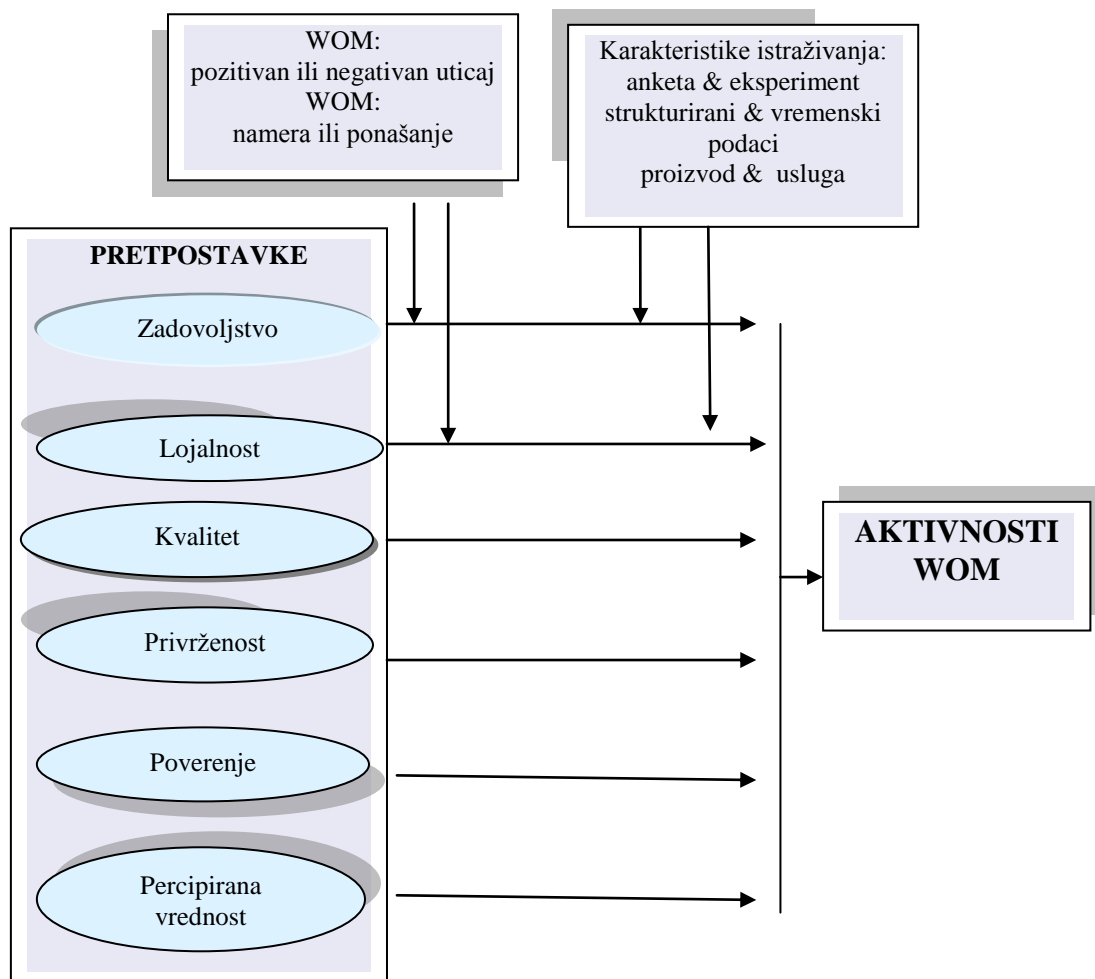 WOM:
pozitivan ili negativan uticaj
WOM:
namera ili ponašanje
Karakteristike istraživanja:
anketa & eksperiment
strukturirani & vremenski
podaci
proizvod & usluga
PRETPOSTAVKE
Zadovoljstvo
Lojalnost
Kvalitet
Privrženost
Poverenje
Percipirana
vrednost
AKTIVNOSTI
WOM